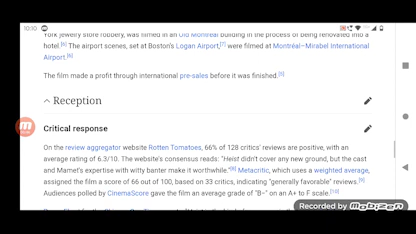 10:10
York jewelry store robbery, was filmed in an Old Montreal building in the process of being renovated into a
hotel.[6] The airport scenes, set at Boston's Logan Airport,[7] were filmed at Montréal–Mirabel International
Airport.[6]
The film made a profit through international pre-sales before it was finished.[5]
Reception
Critical response
On the review aggregator website Rotten Tomatoes, 66% of 128 critics' reviews are positive, with an
average rating of 6.3/10. The website's consensus reads: "Heist didn't cover any new ground, but the cast
and Mamet's expertise with witty banter make it worthwhile."[8] Metacritic, which uses a weighted average,
assigned the film a score of 66 out of 100, based on 33 critics, indicating "generally favorable" reviews.[9]
Audiences polled by CinemaScore gave the film an average grade of "B−" on an A+ to F scale.[10]
Recorded by mobizen